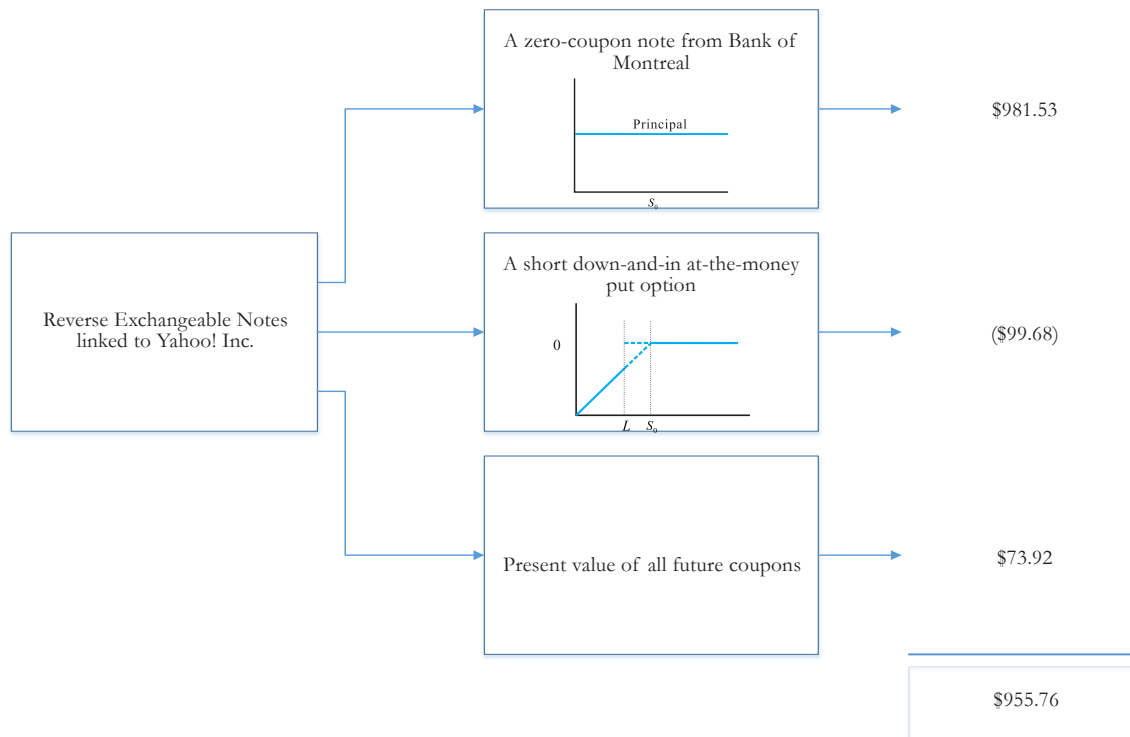 A zero-coupon note from Bank of
Montreal
Principal
S₀
$981.53
Reverse Exchangeable Notes
linked to Yahoo! Inc.
A short down-and-in at-the-money
put option
0
L
S₀
($99.68)
Present value of all future coupons
$73.92
$955.76